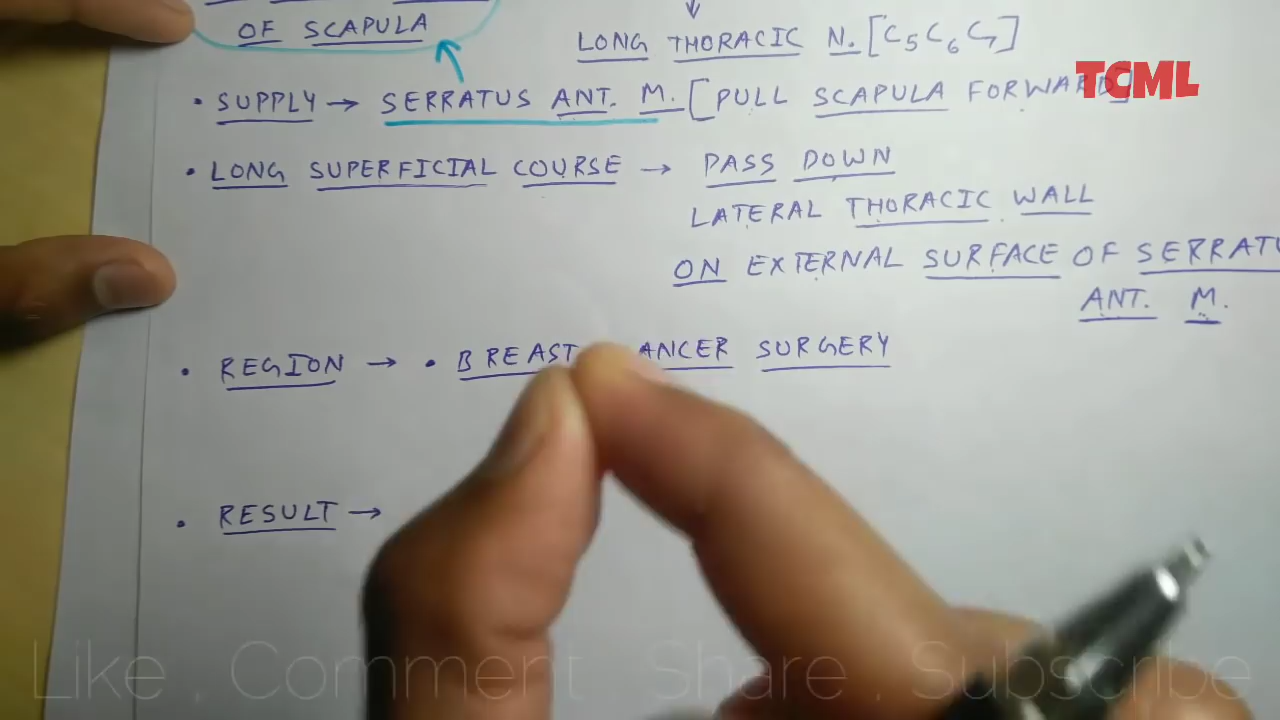 OF SCAPULA
LONG THORACIC N. [C5 C6 C7]
TCML
• SUPPLY → SERRATUS ANT. M. [PULL SCAPULA FORWARD]
• LONG SUPERFICIAL COURSE → PASS DOWN
LATERAL THORACIC WALL
ON EXTERNAL SURFACE OF SERRATU
ANT. M.
• REGION → • BREAST ANCER SURGERY
• RESULT →
Like , Comment Share , Subscribe